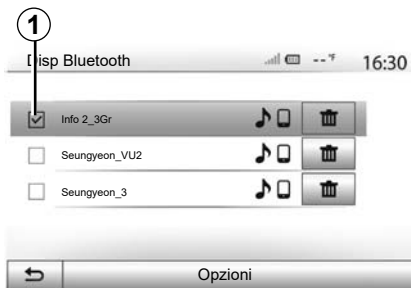 1
Disp Bluetooth
--°F 16:30
Info 2_3Gr
Seungyeon_VU2
Seungyeon_3
Opzioni